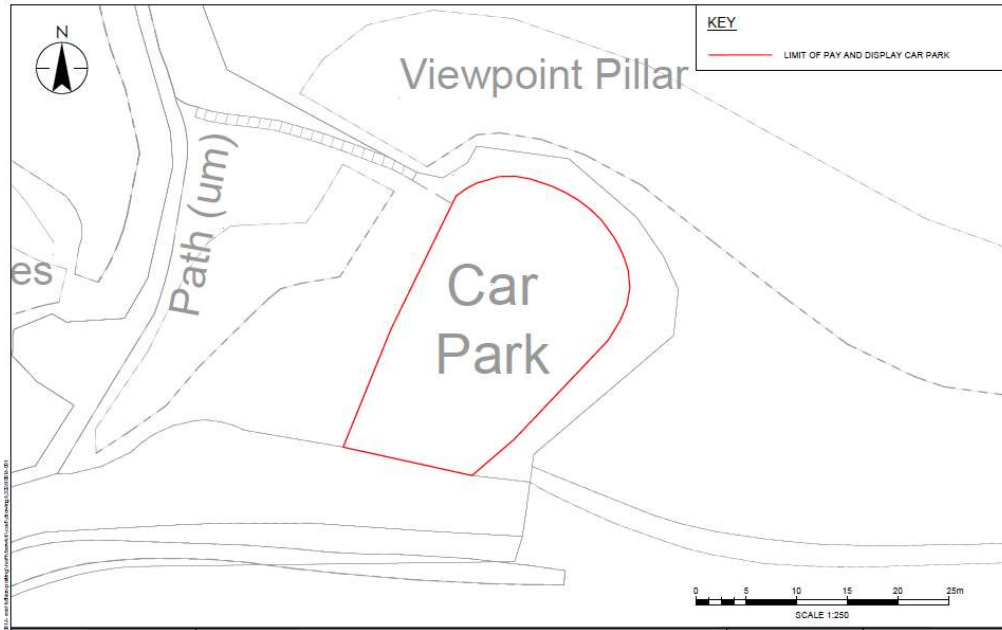 N
KEY
LIMIT OF PAY AND DISPLAY CAR PARK
Viewpoint Pillar
Path (um)
es
Car
Park
0 5 10 15 20 25m
SCALE 1:250